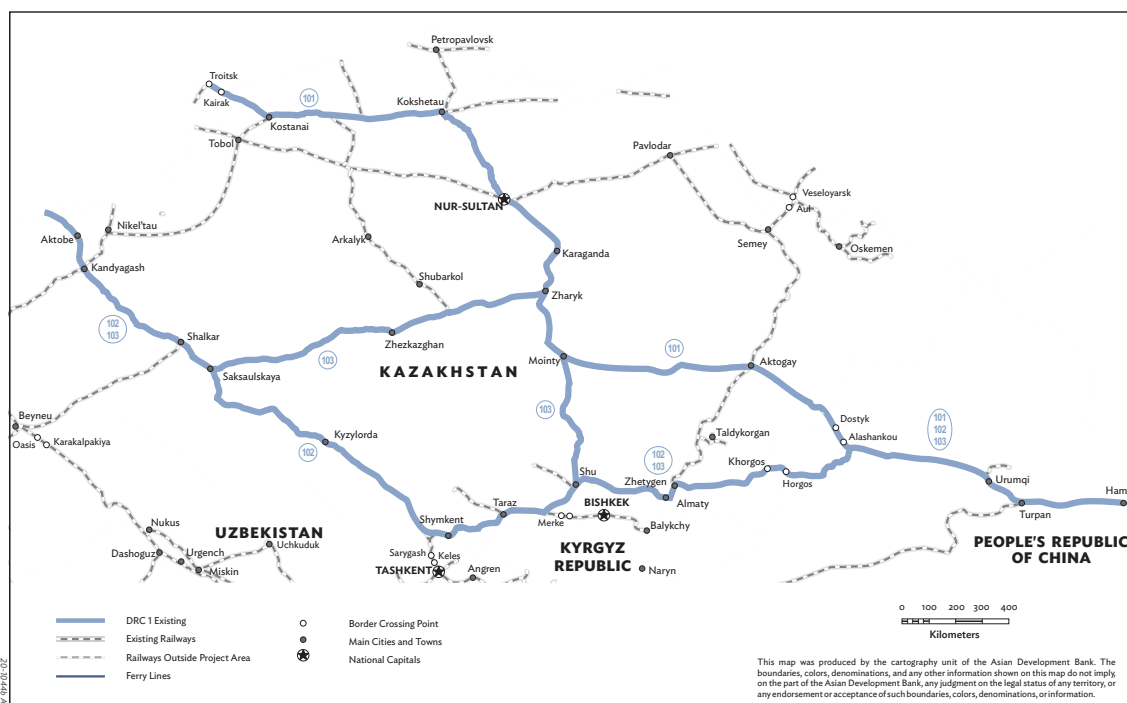 Petropavlovsk
Troitsk
Kairak
101
Kokshetau
Kostanai
Tobol
Pavlodar
Veseloyarsk
Aul
NUR-SULTAN
Nikel'tau
Aktobe
Arkalyk
Semey
Oskemen
Karaganda
Kandyagash
Shubarkol
Zharyk
102
103
Shalkar
Zhezkazghan
103
Mointy
101
Aktogay
Saksaulskaya
KAZAKHSTAN
103
Beyneu
Oasis
Karakalpakiya
Kyzylorda
102
Taldykorgan
Dostyk
Alashankou
101
102
103
102
103
Khorgos
Horgos
Zhetygen
Almaty
Shu
Urumqi
Ham
Turpan
Taraz
BISHKEK
Merke
Balykchy
Shymkent
Nukus
UZBEKISTAN
Uchkuduk
Dashoguz
Urgench
Miskin
Sarygash
Keles
TASHKENT
Angren
KYRGYZ
REPUBLIC
Naryn
PEOPLE'S REPUBLIC
OF CHINA
DRC 1 Existing
Existing Railways
Railways Outside Project Area
Ferry Lines
Border Crossing Point
Main Cities and Towns
National Capitals
0 100 200 300 400
Kilometers
This map was produced by the cartography unit of the Asian Development Bank. The
boundaries, colors, denominations, and any other information shown on this map do not imply,
on the part of the Asian Development Bank, any judgment on the legal status of any territory, or
any endorsement or acceptance of such boundaries, colors, denominations, or information.
20-1044b A